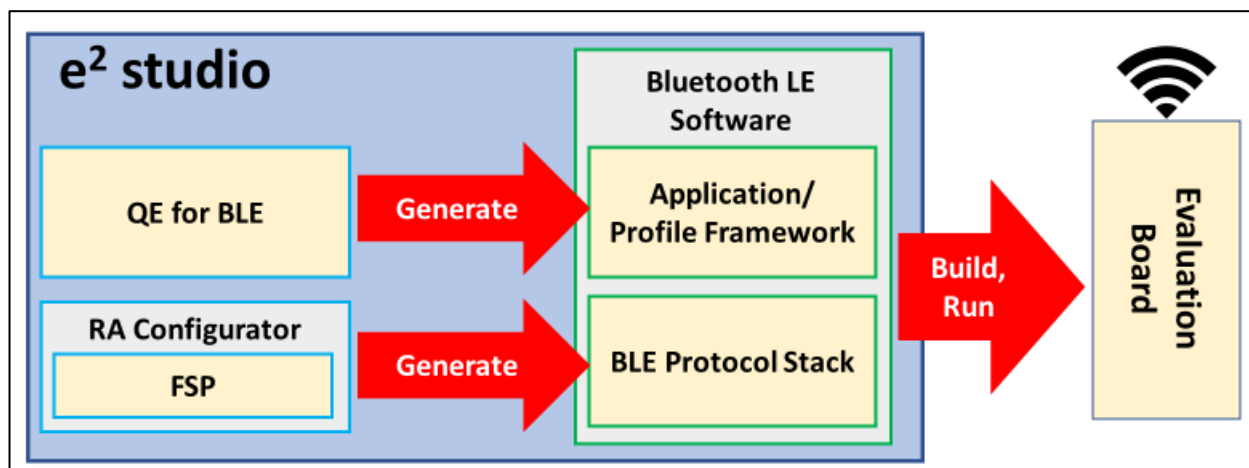 e² studio
Bluetooth LE
Software
QE for BLE
Generate
Application/
Profile Framework
RA Configurator
FSP
Generate
BLE Protocol Stack
Build,
Run
Evaluation
Board